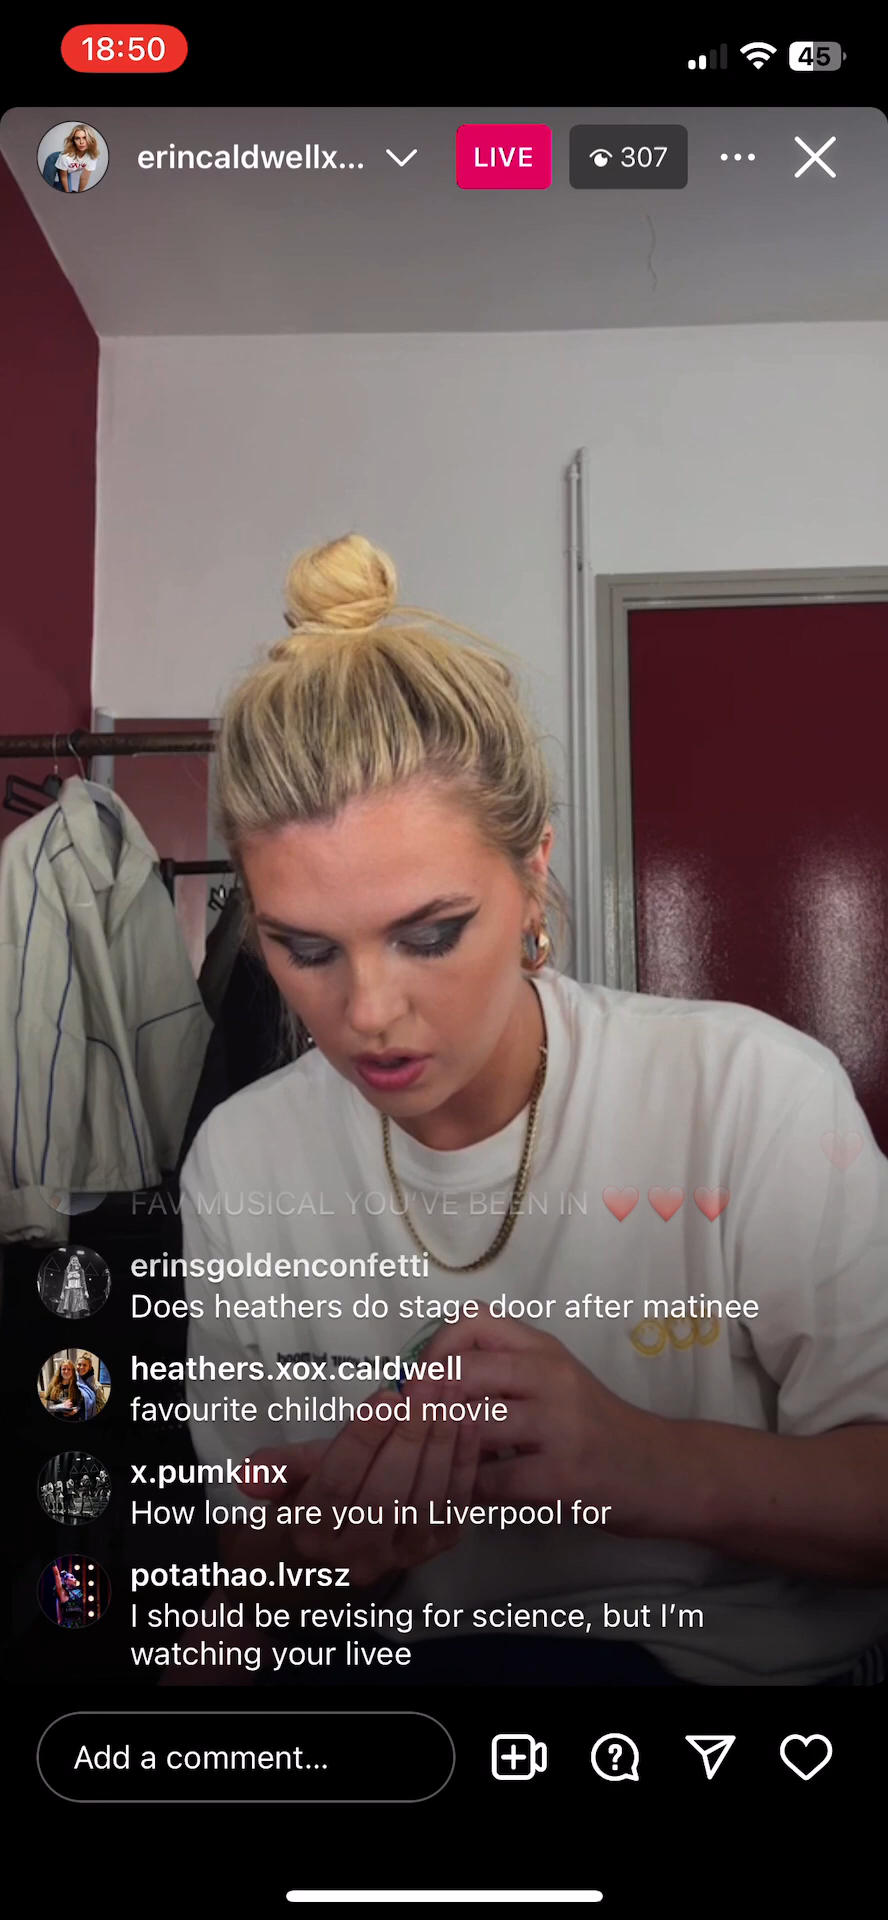 18:50
45
erincaldwellx...
LIVE
307
FAV MUSICAL YOU'VE BEEN IN ❤️❤️❤️
erinsgoldenconfetti
Does heathers do stage door after matinee
heathers.xox.caldwell
favourite childhood movie
x.pumkinx
How long are you in Liverpool for
potathao.lvrsz
I should be revising for science, but I’m
watching your livee
Add a comment...